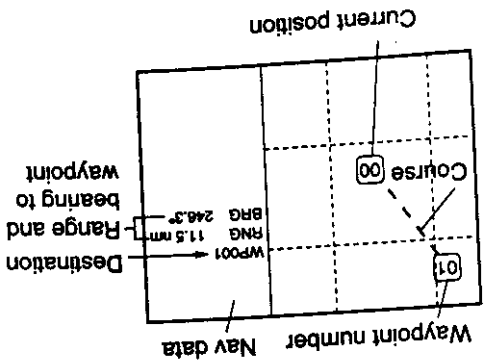 Waypoint number Nav data
01
WP001 Destination
RNG 11.5 nm
BRG 246.3°
Range and
bearing to
waypoint
Course
00
Current position